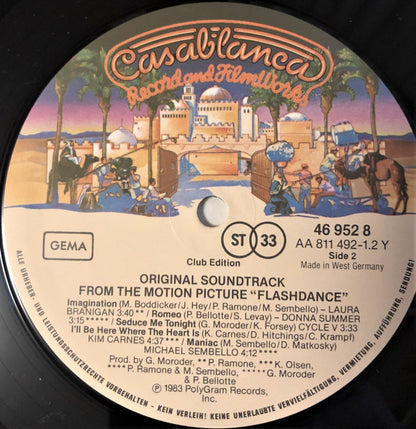 Casablanca
Record and FilmWorks
GEMA
ST 33
46 952 8
AA 811 492-1.2 Y
Side 2
Made in West Germany
Club Edition
ORIGINAL SOUNDTRACK
FROM THE MOTION PICTURE "FLASHDANCE"
Imagination (M. Boddicker/J. Hey/P. Ramone/M. Sembello) - LAURA
BRANIGAN 3:40** / Romeo (P. Bellotte/S. Levay) - DONNA SUMMER
3:15***** / Seduce Me Tonight (G. Moroder/K. Forsey) CYCLE V 3:33
I'll Be Here Where The Heart Is (K. Carnes/D. Hitchings/C. Krampf)
KIM CARNES 4:37*** / Maniac (M. Sembello/D. Matkosky)
MICHAEL SEMBELLO 4:12****
Prod. by G. Moroder, ** P. Ramone, *** K. Olsen,
**** P. Ramone & M. Sembello, ***** G. Moroder
& P. Bellotte
℗ 1983 PolyGram Records,
Inc.
ALLE URHEBER- UND LEISTUNGSSCHUTZRECHTE VORBEHALTEN - KEIN VERLEIH! KEINE UNERLAUBTE VERVIELFÄLTIGUNG, VERMIETUNG, AUFFÜHRUNG, SENDUNG!